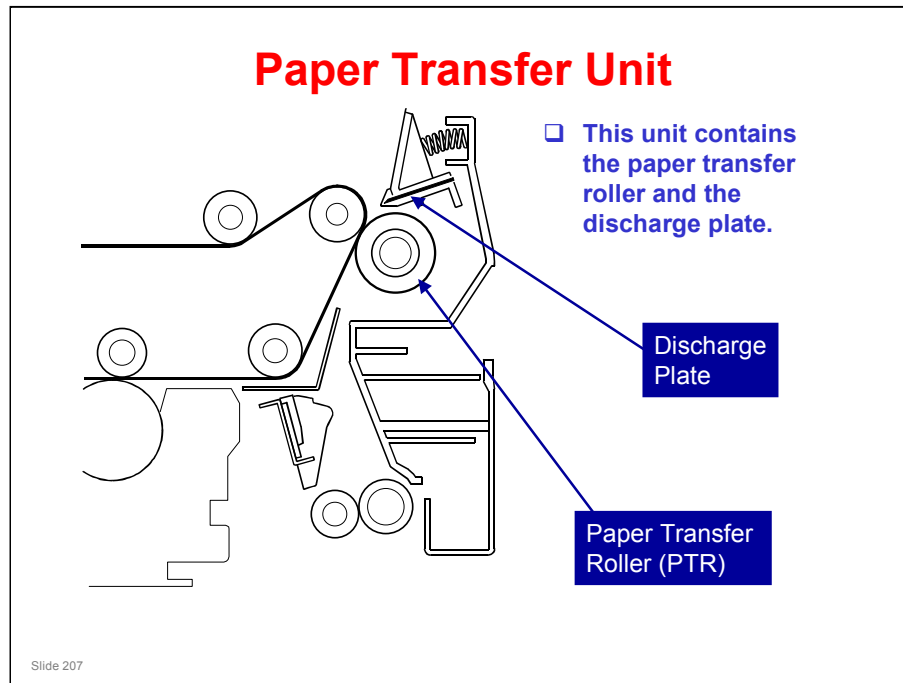 Paper Transfer Unit
❑ This unit contains
the paper transfer
roller and the
discharge plate.
Discharge
Plate
Paper Transfer
Roller (PTR)
Slide 207